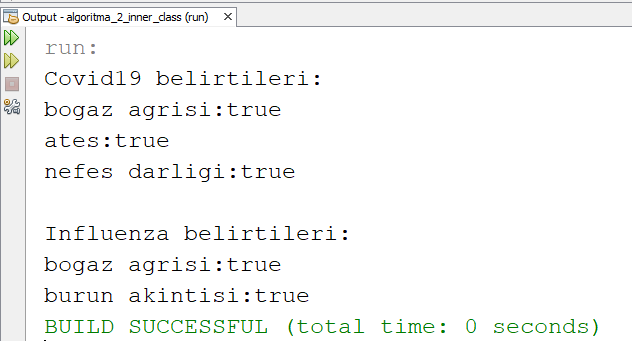 Output - algoritma_2_inner_class (run)
run:
Covid19 belirtileri:
bogaz agrisi:true
ates:true
nefes darligi:true
Influenza belirtileri:
bogaz agrisi:true
burun akintisi:true
BUILD SUCCESSFUL (total time: 0 seconds)